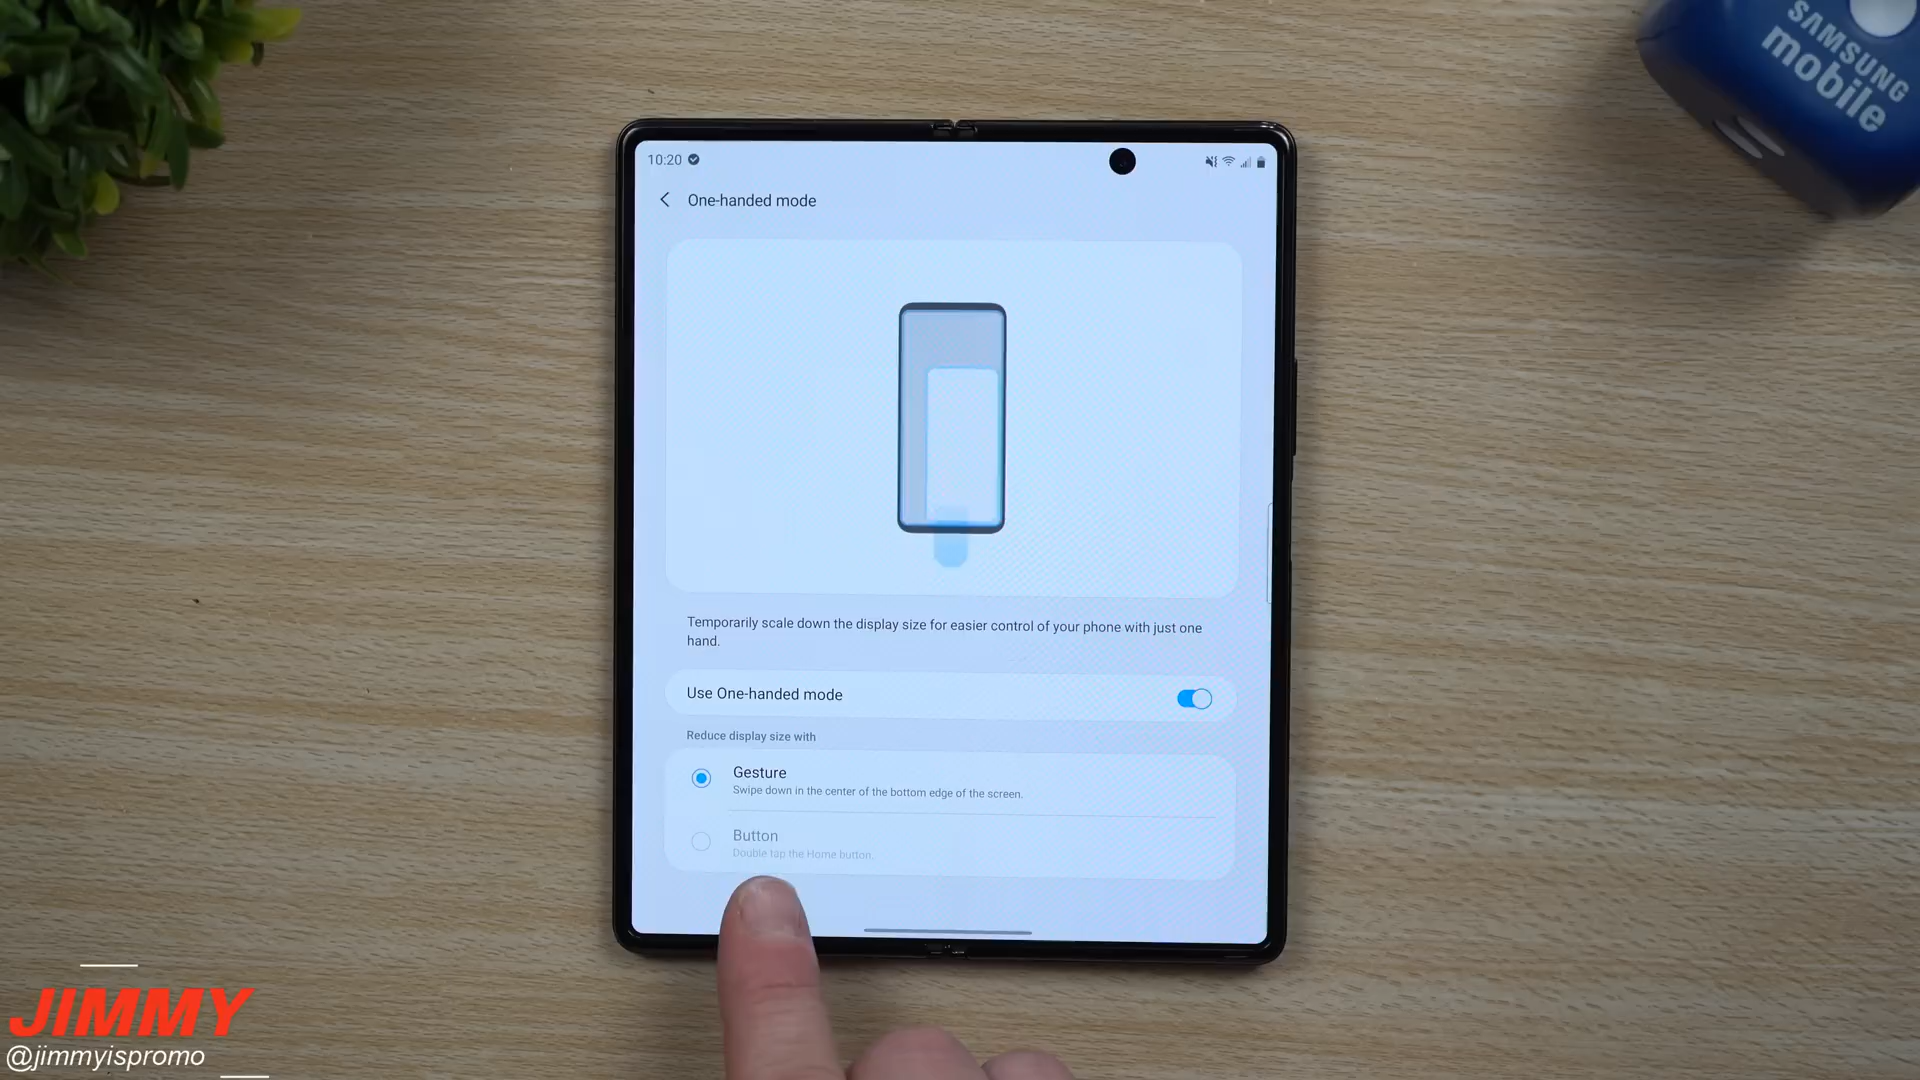 SAMSUNG
mobile
10:20
One-handed mode
Temporarily scale down the display size for easier control of your phone with just one
hand.
Use One-handed mode
Reduce display size with
Gesture
Swipe down in the center of the bottom edge of the screen.
Button
Double tap the Home button.
JIMMY
@jimmyispromo